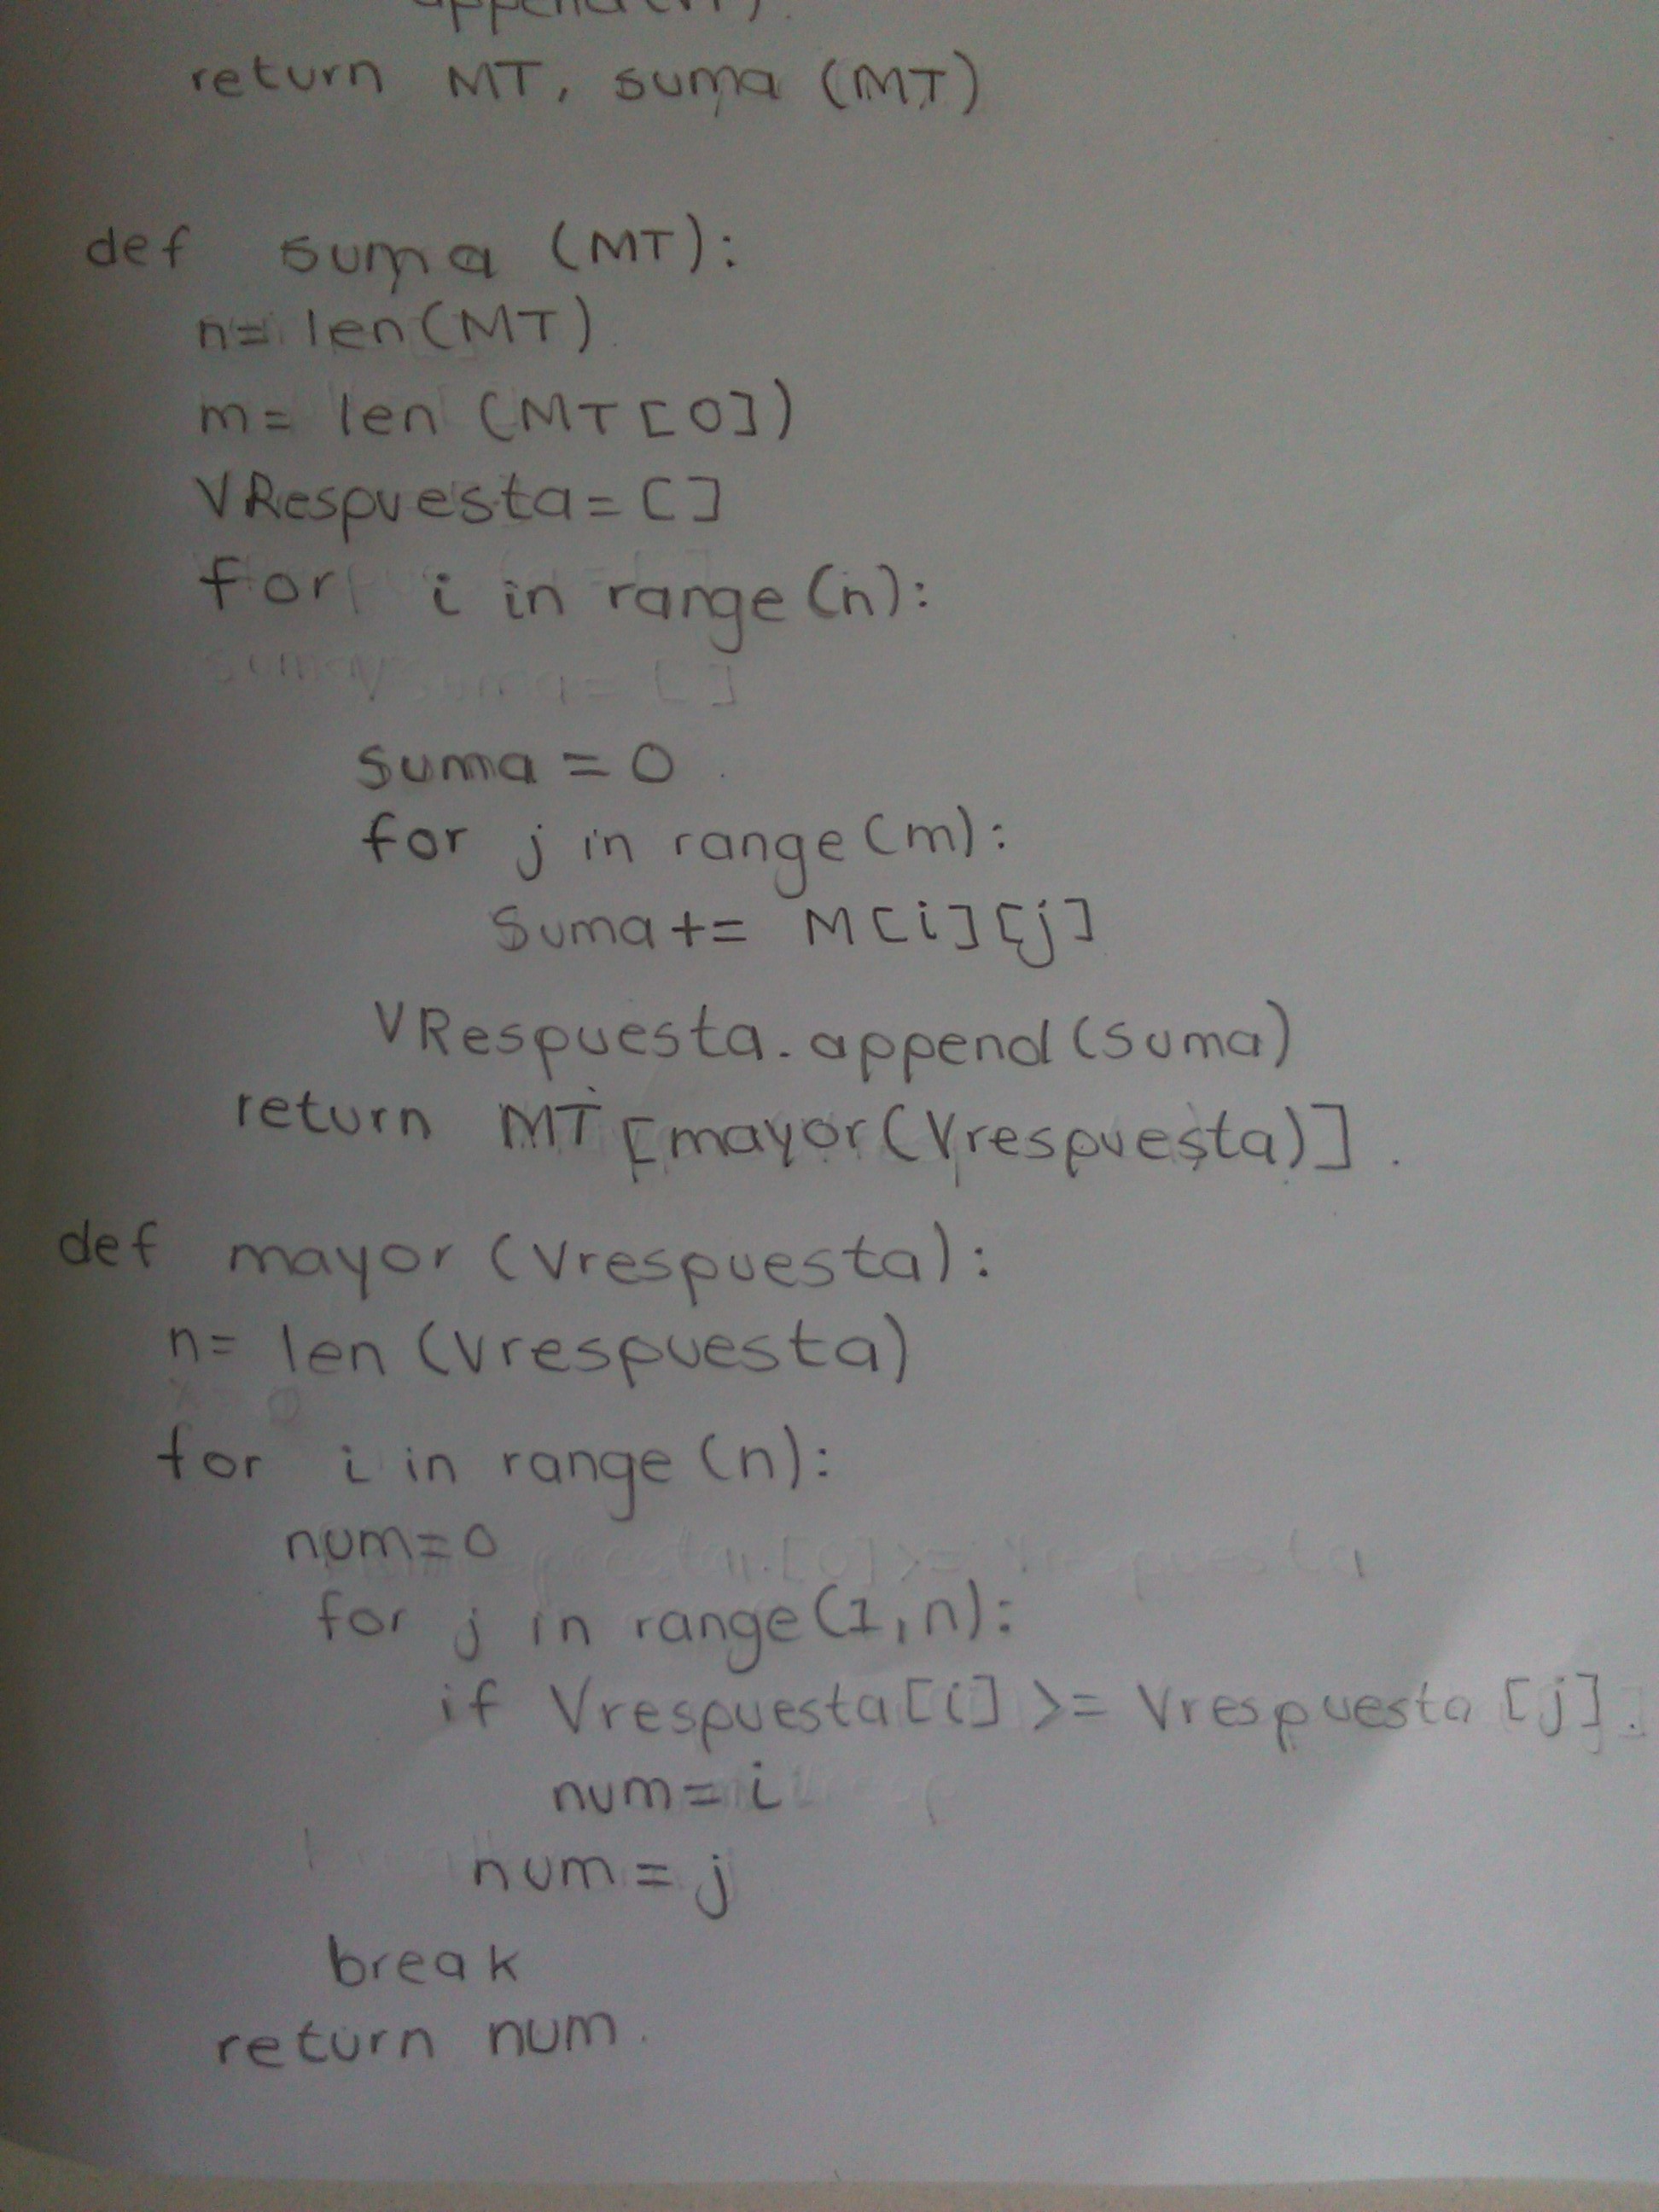 return MT, suma (MT)
def suma (MT):
n= len(MT)
m= len (MT[0])
VRespuesta=[]
for i in range(n):
suma=0
for j in range(m):
Suma+= M[i][j]
VRespuesta.append(suma)
return MT[mayor(Vrespuesta)].
def mayor (Vrespuesta):
n= len (Vrespuesta)
for i in range (n):
num=0
for j in range(1,n):
if Vrespuesta[i] >= Vrespuesta[j].
num=i
num=j
break
return num.